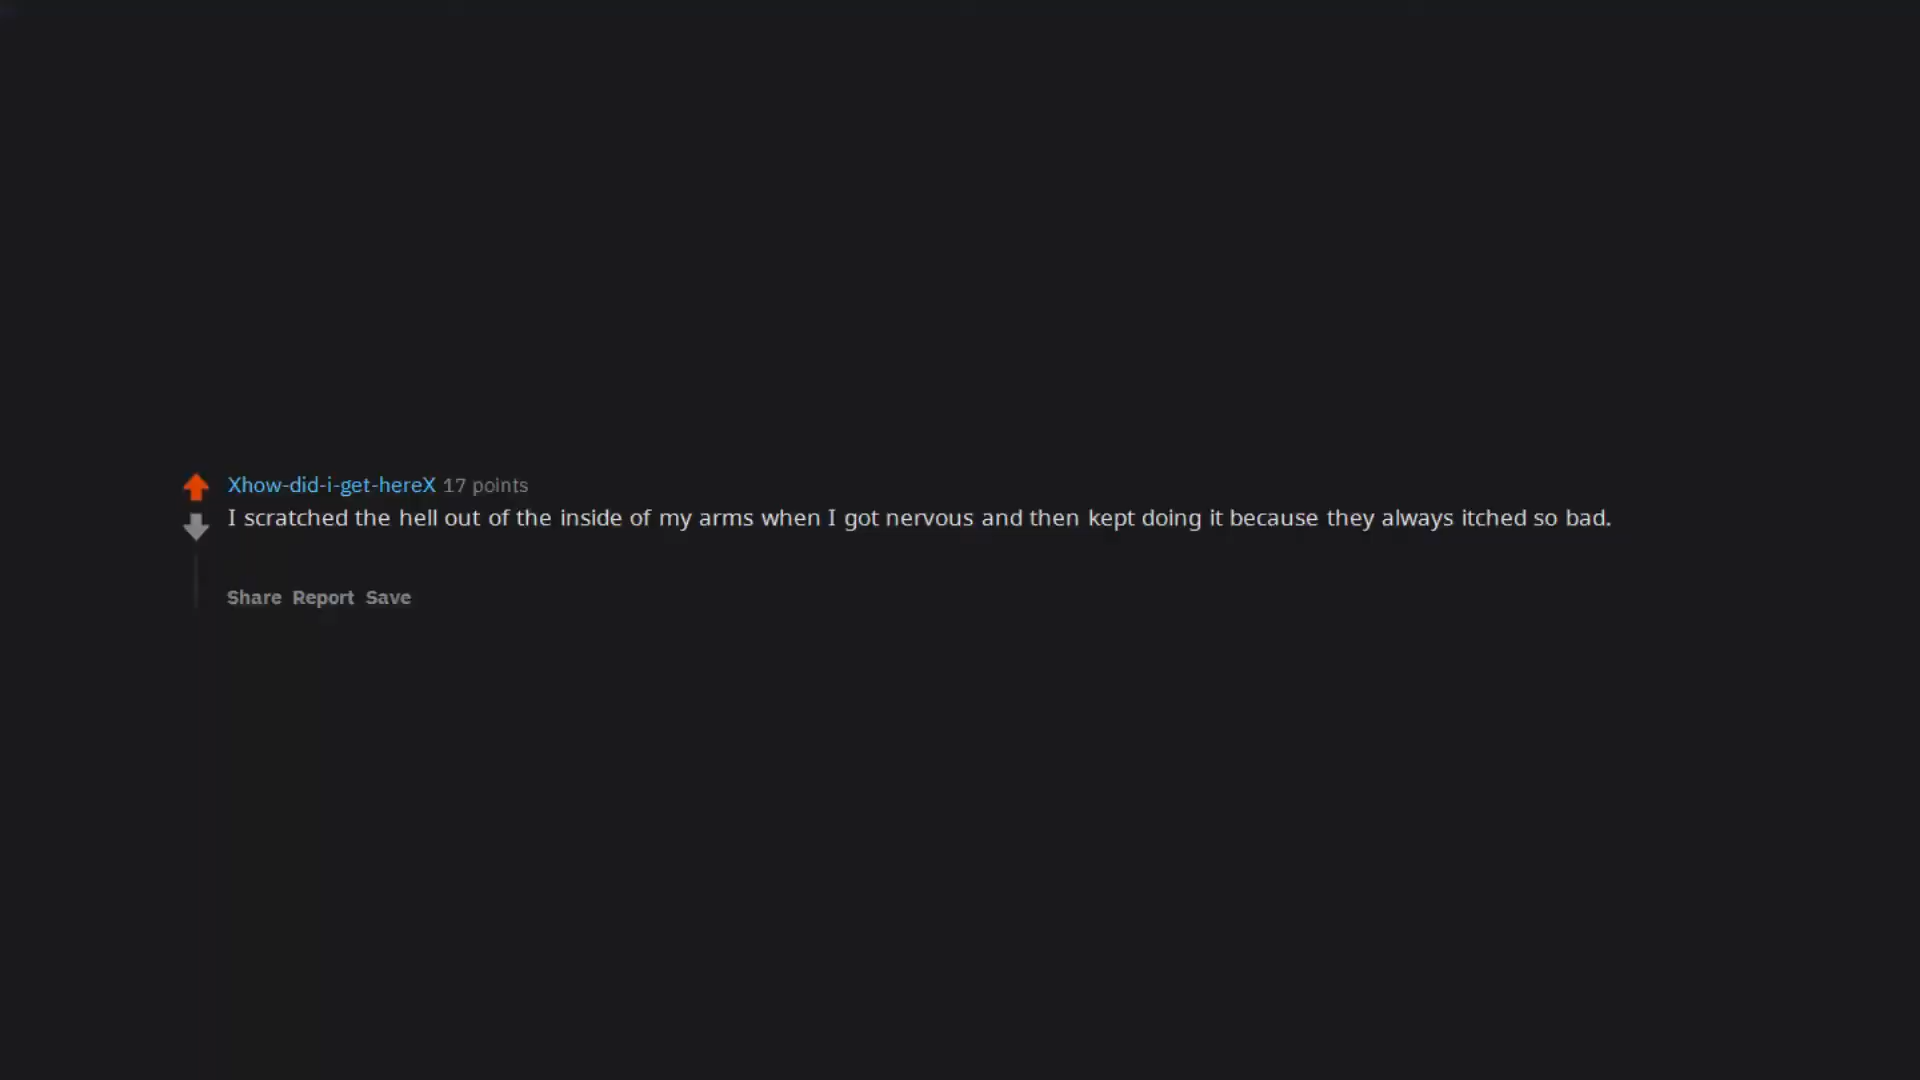 Xhow-did-i-get-hereX 17 points
I scratched the hell out of the inside of my arms when I got nervous and then kept doing it because they always itched so bad.
Share Report Save